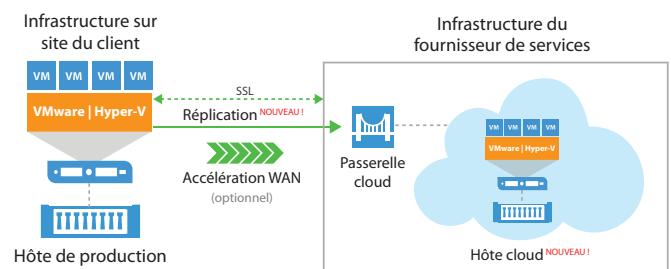 Infrastructure sur
site du client
VM VM VM VM
VMware | Hyper-V
Hôte de production
SSL
Réplication NOUVEAU !
Accélération WAN
(optionnel)
Infrastructure du
fournisseur de services
Passerelle
cloud
VM VM VM VM
VMware | Hyper-V
Hôte cloud NOUVEAU !